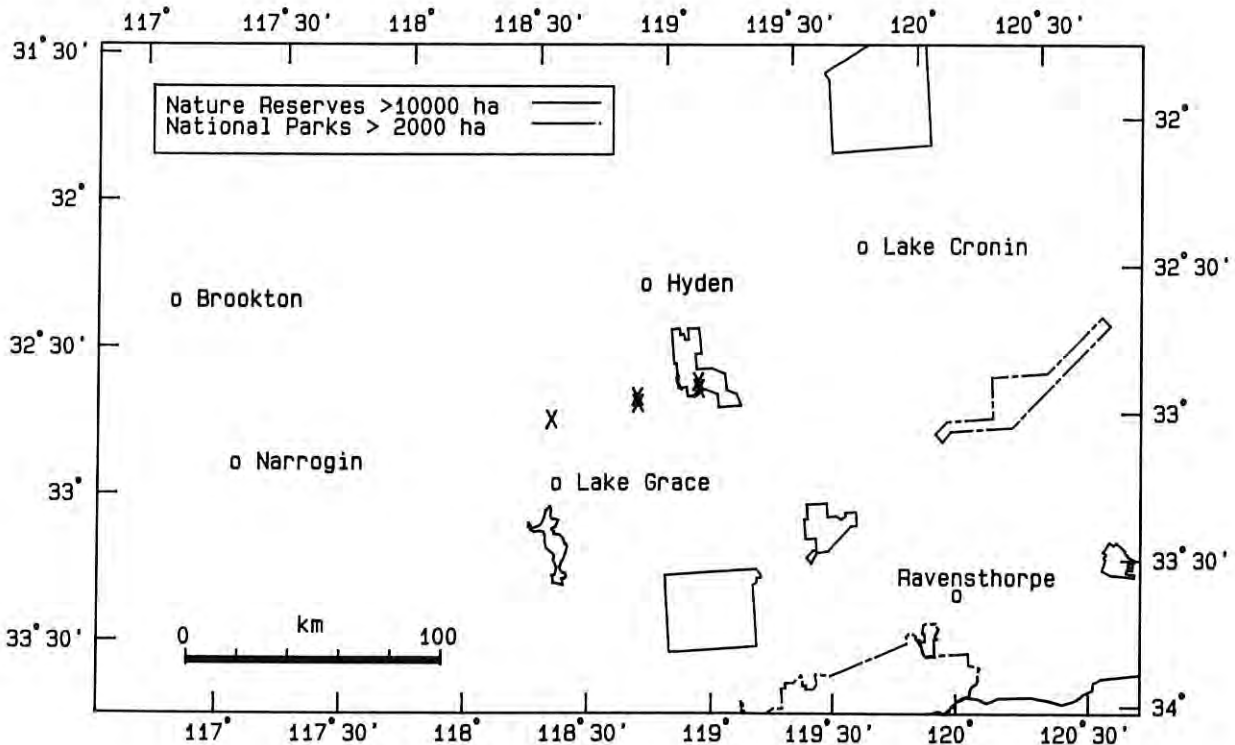 117° 117° 30' 118° 118° 30' 119° 119° 30' 120° 120° 30'
31° 30'
Nature Reserves >10000 ha
National Parks > 2000 ha
32°
32°
Lake Cronin
32° 30'
Hyden
Brookton
32° 30'
33°
Narrogin
Lake Grace
33°
33° 30'
Ravensthorpe
km
0 100
33° 30'
34°
117° 117° 30' 118° 118° 30' 119° 119° 30' 120° 120° 30'